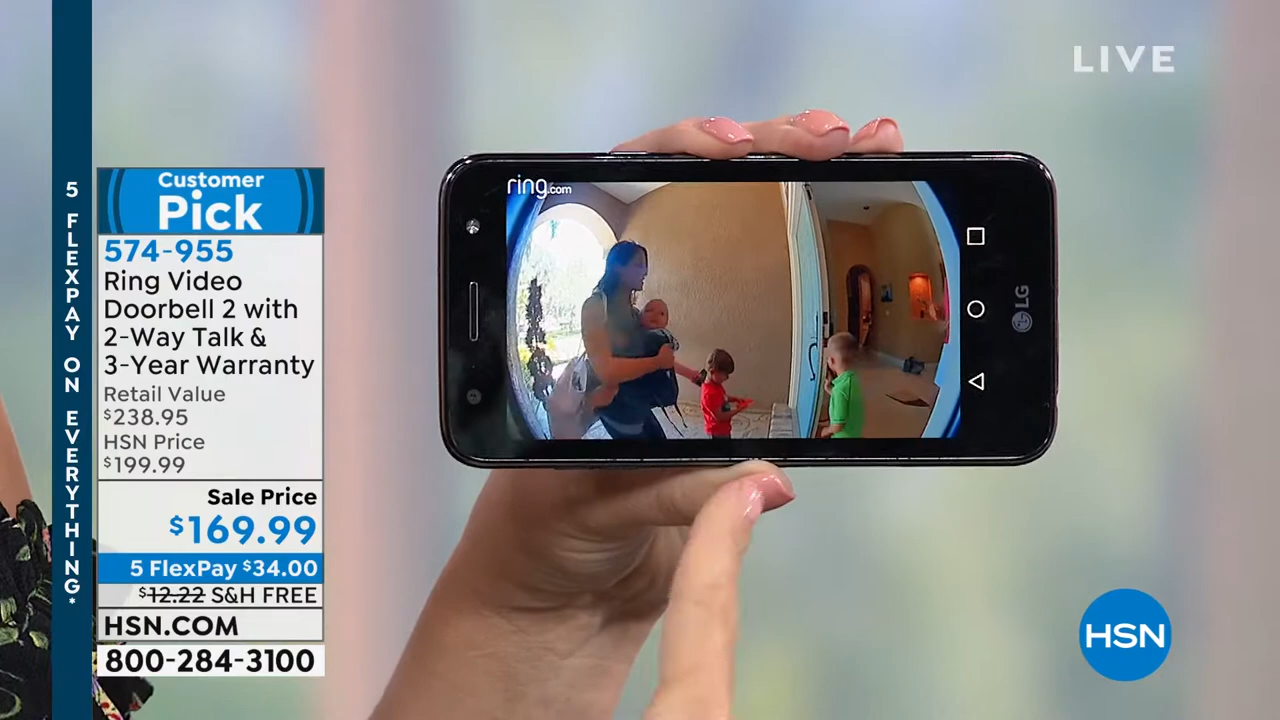 5 FLEXPAY ON EVERYTHING*
Customer
Pick
574-955
Ring Video
Doorbell 2 with
2-Way Talk &
3-Year Warranty
Retail Value
$238.95
HSN Price
$199.99
Sale Price
$169.99
5 FlexPay $34.00
$12.22 S&H FREE
HSN.COM
800-284-3100
ring.com
LG
LIVE
HSN